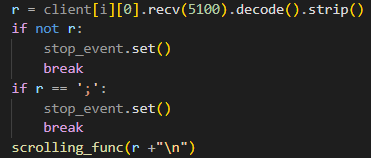 r = client[i][0].recv(5100).decode().strip()
if not r:
    stop_event.set()
    break
if r == ';':
    stop_event.set()
    break
scrolling_func(r +"\n")